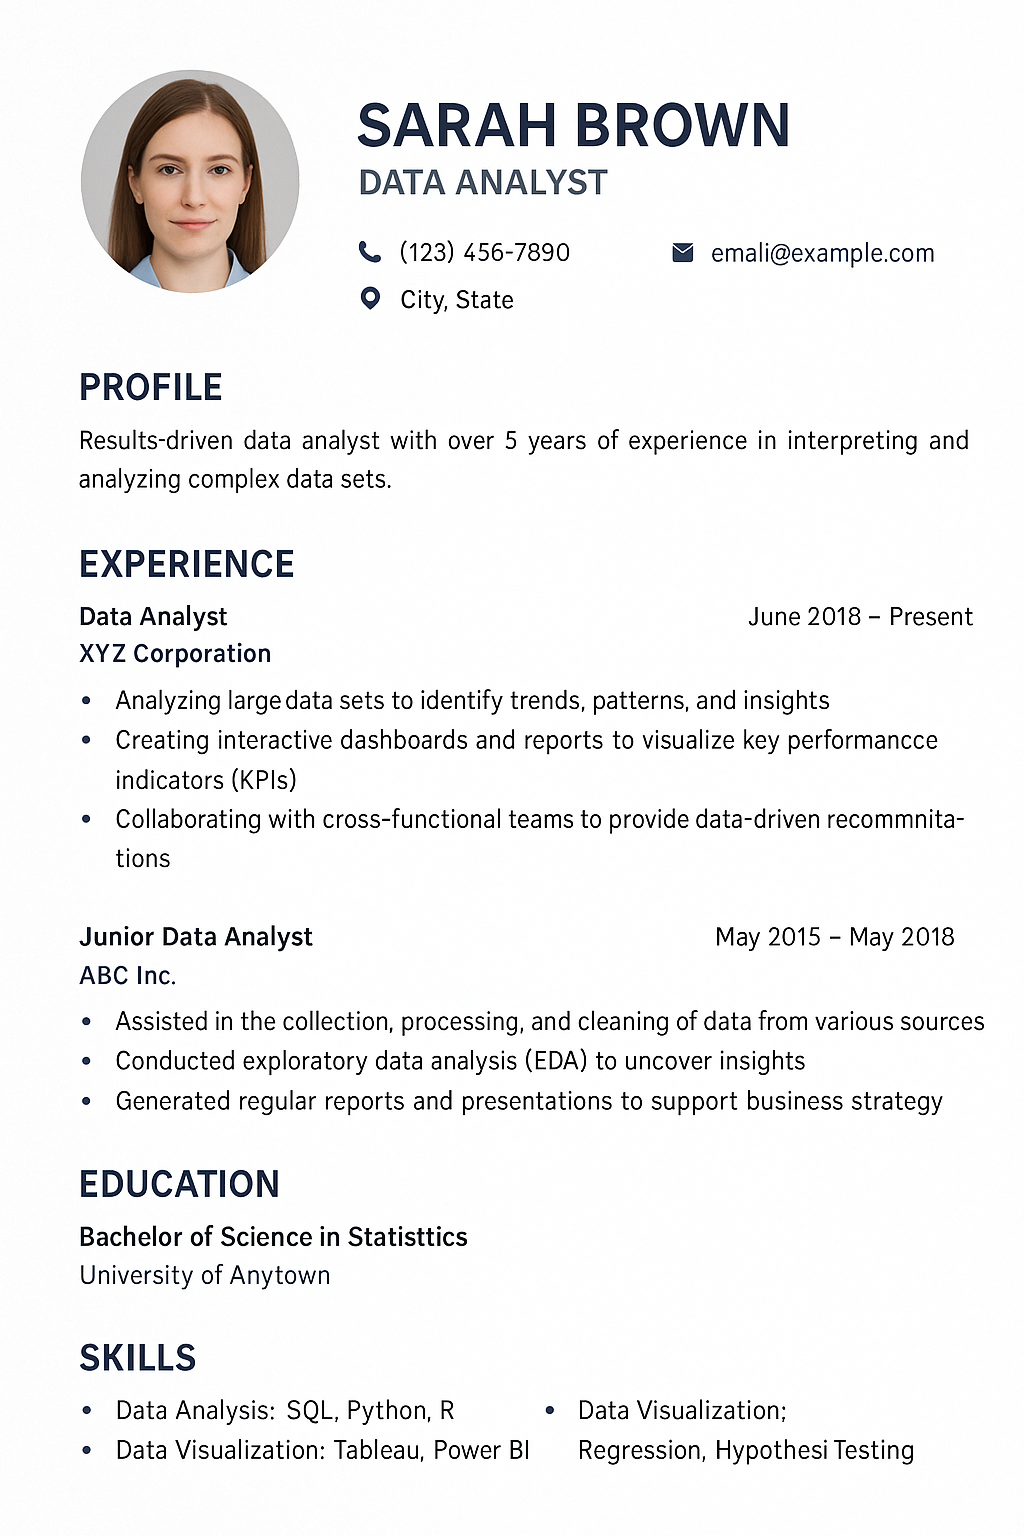 SARAH BROWN
DATA ANALYST
(123) 456-7890
emali@example.com
City, State
PROFILE
Results-driven data analyst with over 5 years of experience in interpreting and
analyzing complex data sets.
EXPERIENCE
Data Analyst
June 2018 – Present
XYZ Corporation
• Analyzing large data sets to identify trends, patterns, and insights
• Creating interactive dashboards and reports to visualize key performancce
indicators (KPIs)
• Collaborating with cross-functional teams to provide data-driven recommnita-
tions
Junior Data Analyst
May 2015 – May 2018
ABC Inc.
• Assisted in the collection, processing, and cleaning of data from various sources
• Conducted exploratory data analysis (EDA) to uncover insights
• Generated regular reports and presentations to support business strategy
EDUCATION
Bachelor of Science in Statisttics
University of Anytown
SKILLS
• Data Analysis: SQL, Python, R
• Data Visualization: Tableau, Power BI
• Data Visualization;
Regression, Hypothesi Testing